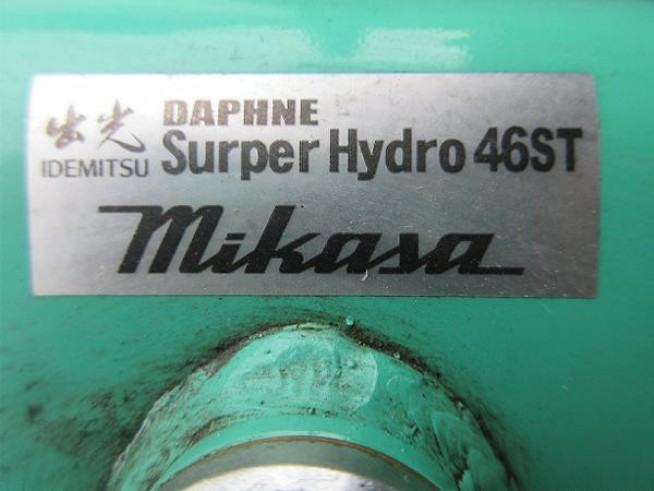 出光 DAPHNE
IDEMITSU Surper Hydro 46ST
Mikasa